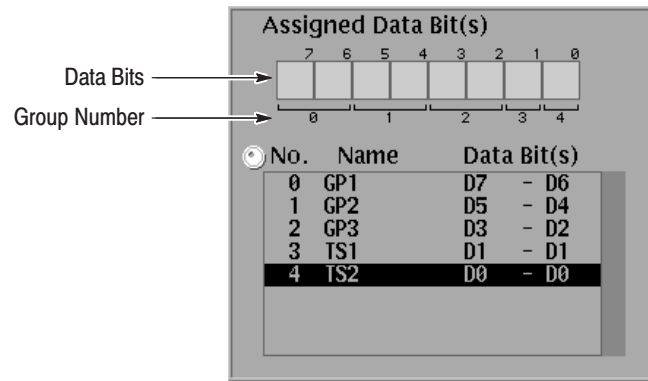 Assigned Data Bit(s)
7 6 5 4 3 2 1 0
Data Bits
Group Number
0 1 2 3 4
No. Name Data Bit(s)
0 GP1 D7 - D6
1 GP2 D5 - D4
2 GP3 D3 - D2
3 TS1 D1 - D1
4 TS2 D0 - D0